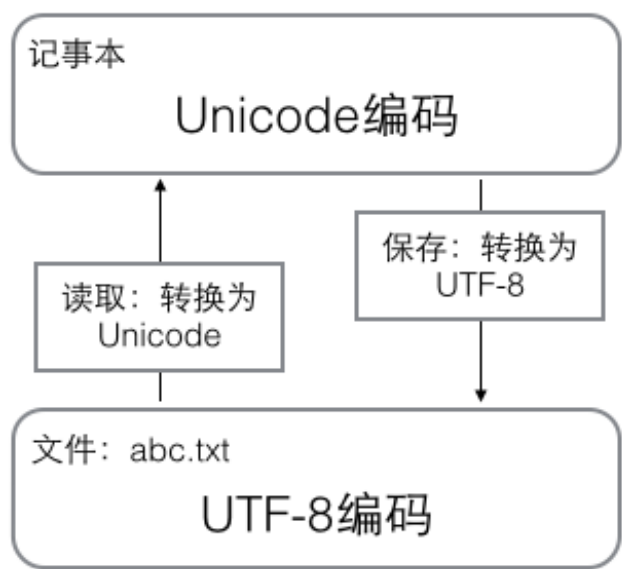 记事本
Unicode编码
保存：转换为
UTF-8
读取：转换为
Unicode
文件：abc.txt
UTF-8编码